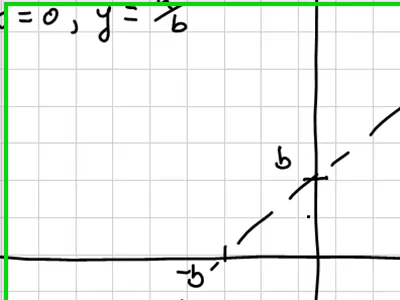 = 0, y = /b
b
-b